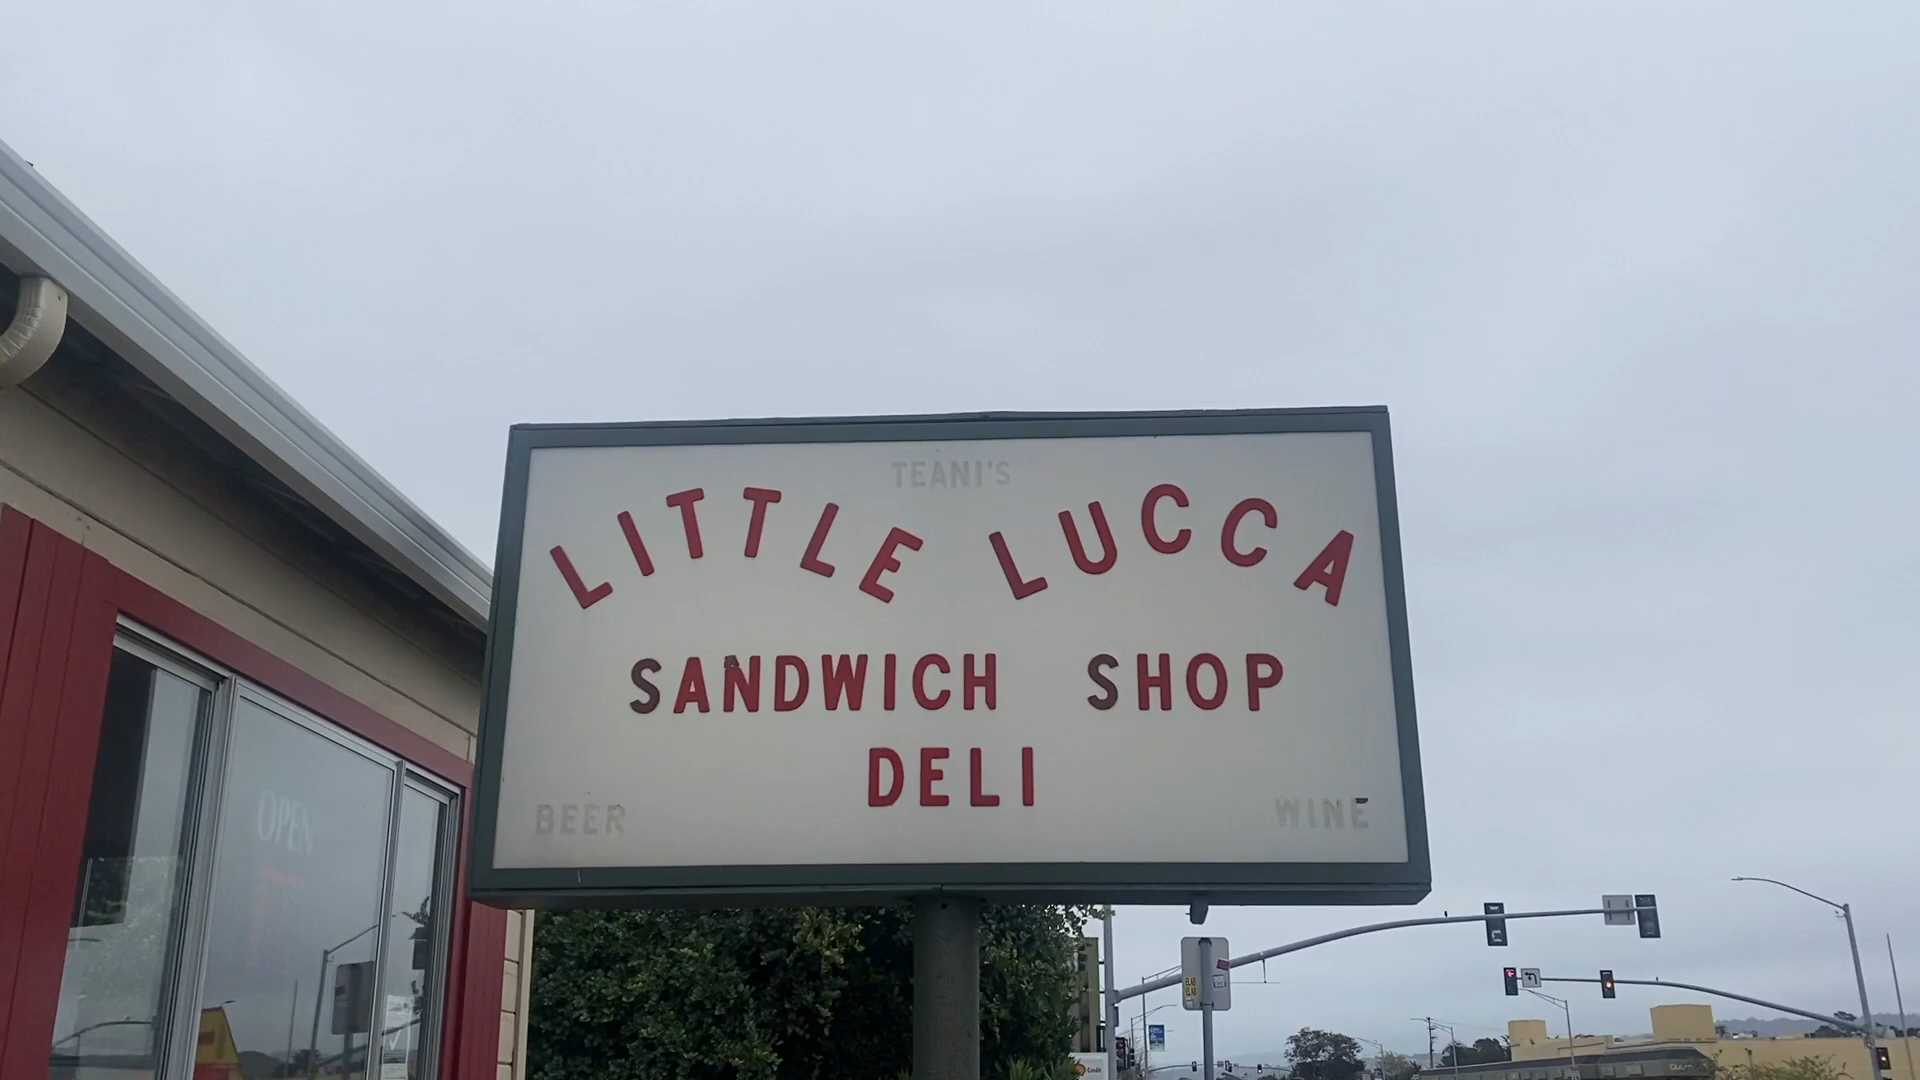 TEANI'S
LITTLE LUCCA
SANDWICH SHOP
DELI
BEER
WINE
OPEN